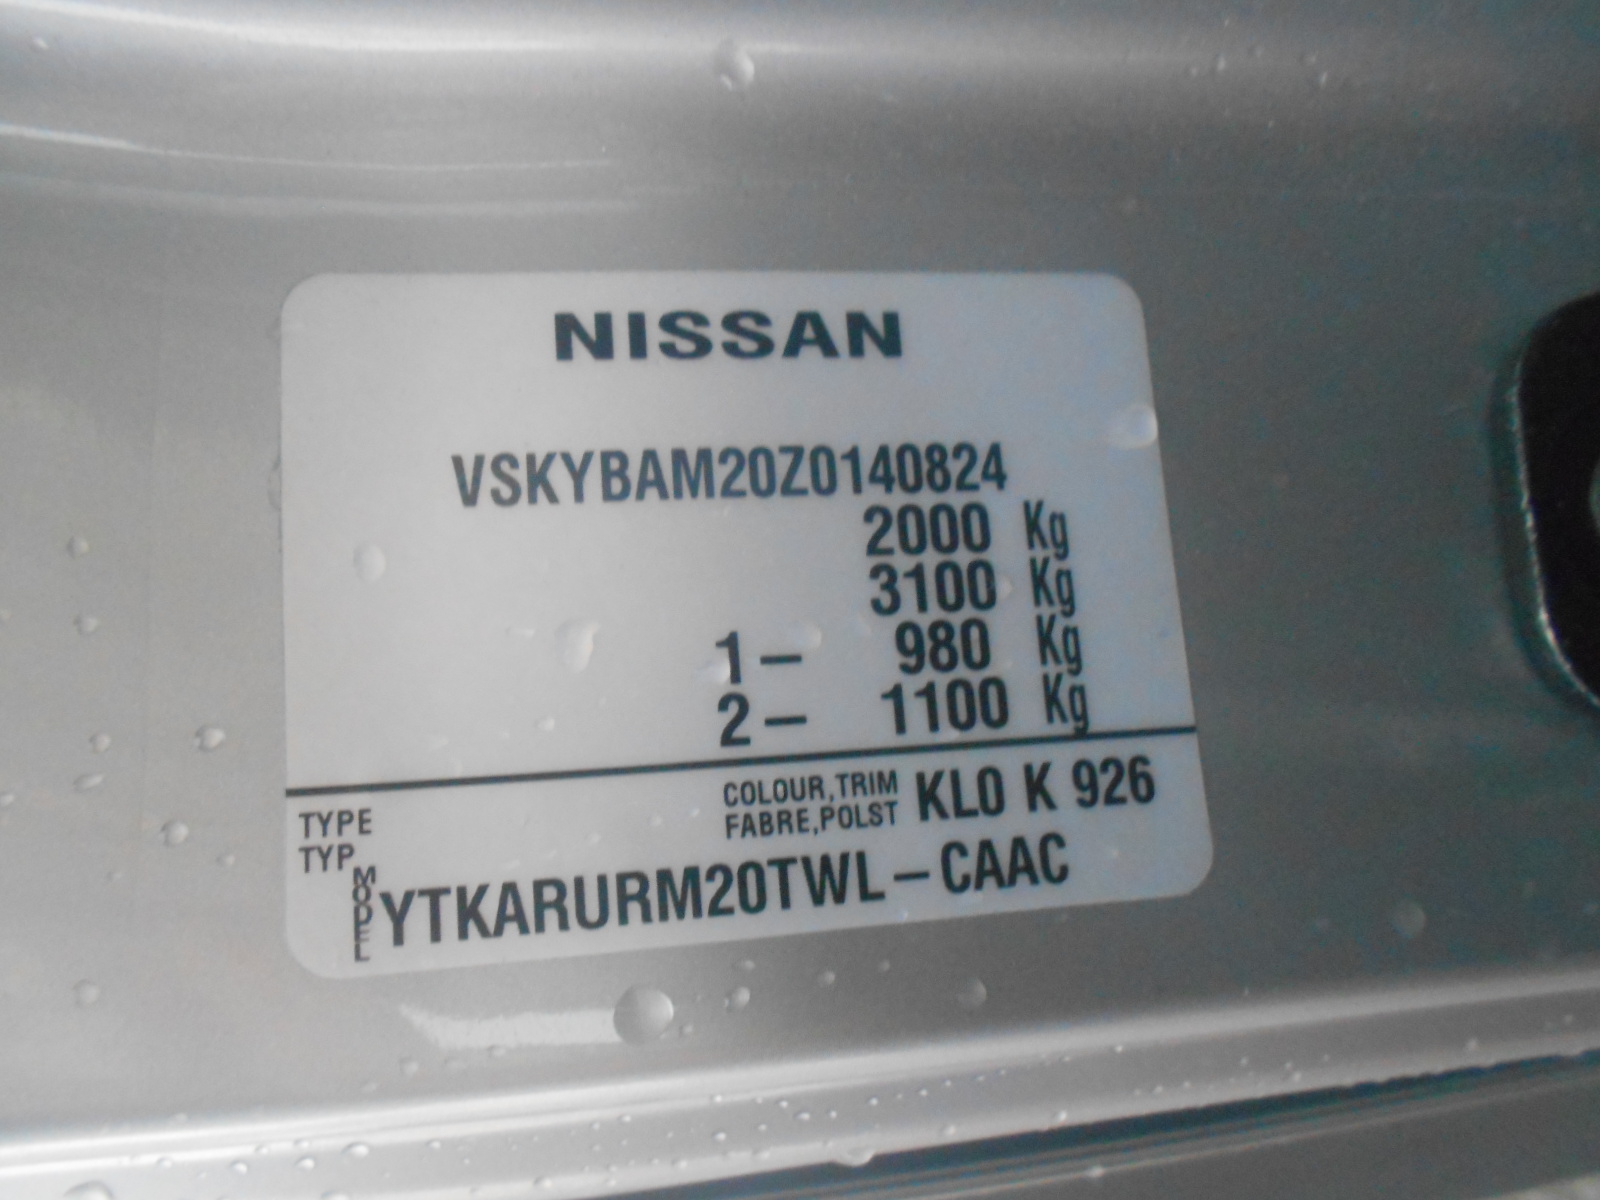 NISSAN
VSKYBAM20Z0140824
2000 Kg
3100 Kg
1 – 980 Kg
2 – 1100 Kg
TYPE COLOUR,TRIM KL0 K 926
TYP FABRE,POLST
MODEL YTKARURM20TWL – CAAC